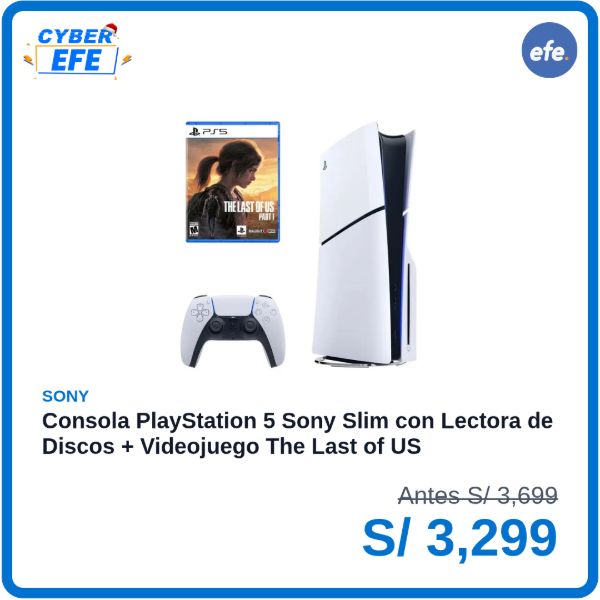 CYBER
EFE
efe.
PS5
THE LAST OF US
PART I
SONY
Consola PlayStation 5 Sony Slim con Lectora de
Discos + Videojuego The Last of US
Antes S/ 3,699
S/ 3,299